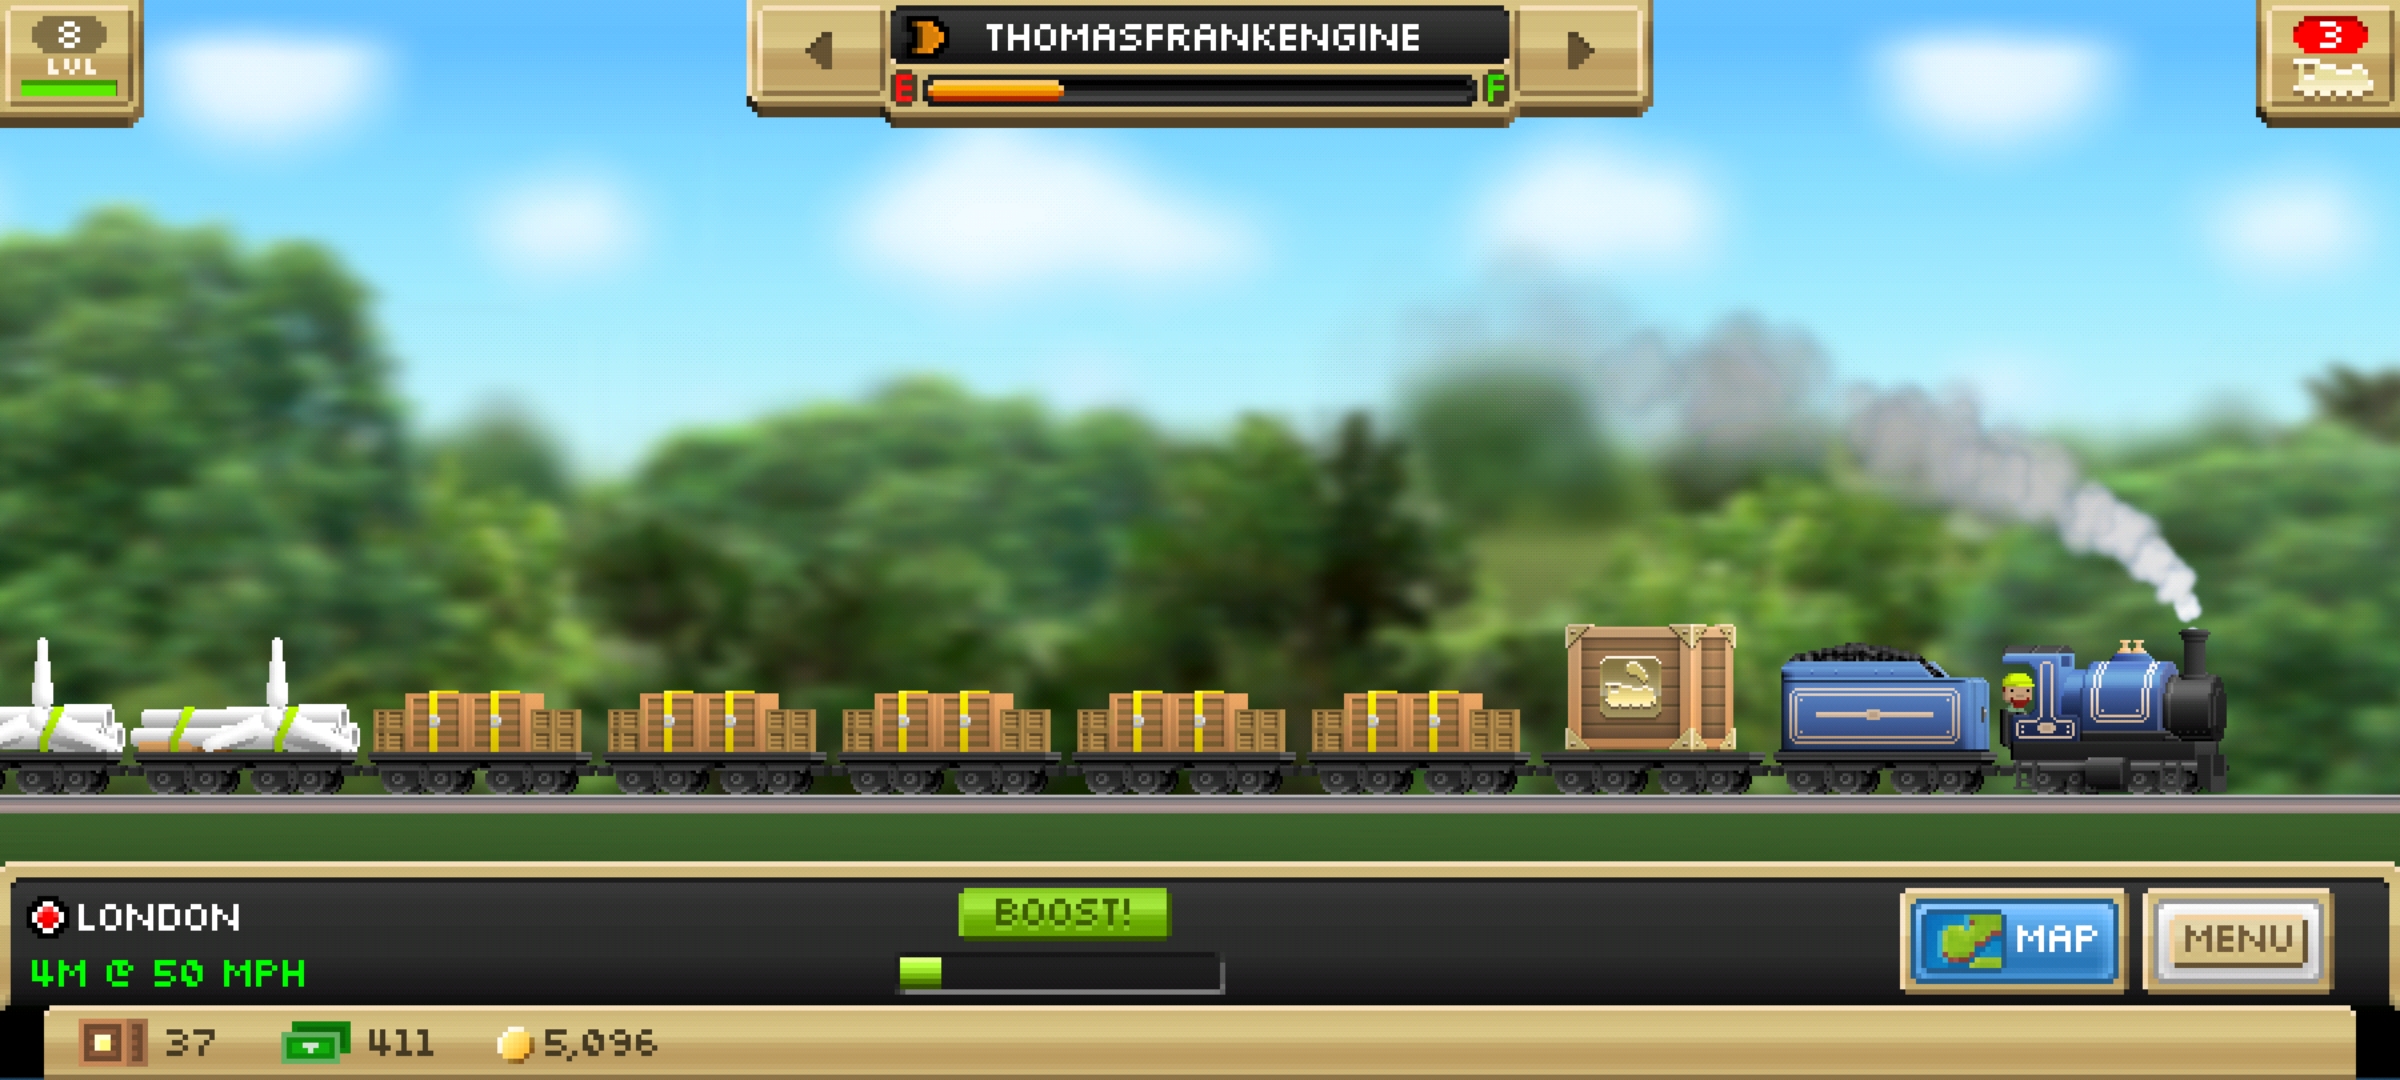 8
LVL
THOMASFRANKENGINE
E F
3
LONDON
4M @ 50 MPH
BOOST!
MAP
MENU
37
411
5,096